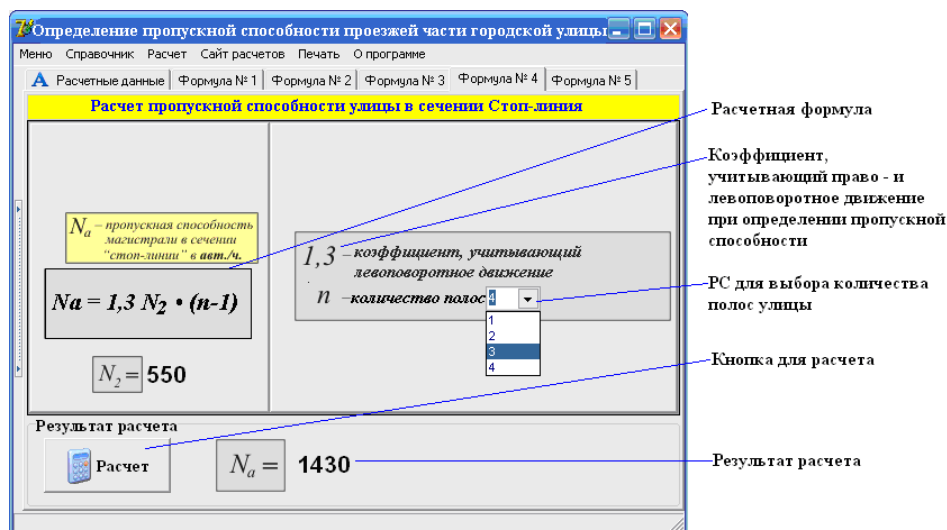 Определение пропускной способности проезжей части городской улицы
Меню Справочник Расчет Сайт расчетов Печать О программе
A Расчетные данные Формула № 1 Формула № 2 Формула № 3 Формула № 4 Формула № 5
Расчет пропускной способности улицы в сечении Стоп-линия
Na – пропускная способность
магистрали в сечении
“стоп-линии” в авт./ч.
Na = 1,3 N2 • (n-1)
N2 = 550
1,3 – коэффициент, учитывающий
левоповоротное движение
n – количество полос 4
1
2
3
4
Результат расчета
Расчет
Na = 1430
Расчетная формула
Коэффициент,
учитывающий право - и
левоповоротное движение
при определении пропускной
способности
РС для выбора количества
полос улицы
Кнопка для расчета
Результат расчета